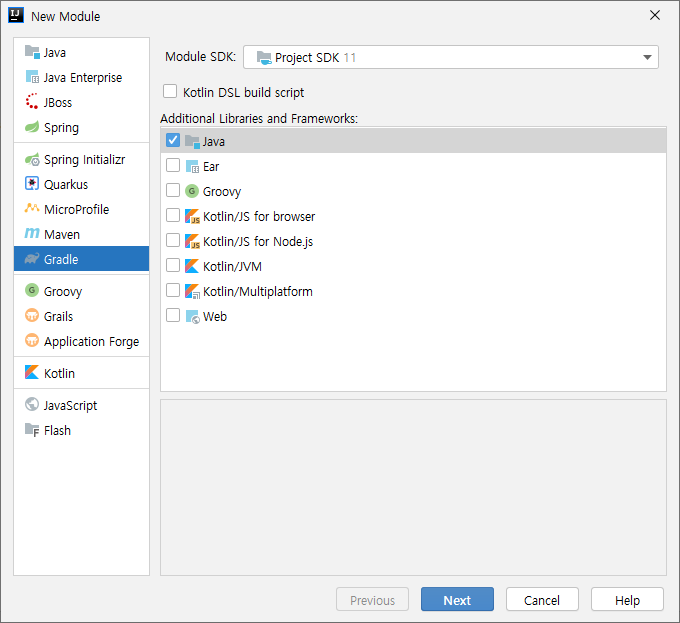 New Module
Java
Java Enterprise
JBoss
Spring
Spring Initializr
Quarkus
MicroProfile
Maven
Gradle
Groovy
Grails
Application Forge
Kotlin
JavaScript
Flash
Module SDK: Project SDK 11
Kotlin DSL build script
Additional Libraries and Frameworks:
Java
Ear
Groovy
Kotlin/JS for browser
Kotlin/JS for Node.js
Kotlin/JVM
Kotlin/Multiplatform
Web
Previous Next Cancel Help